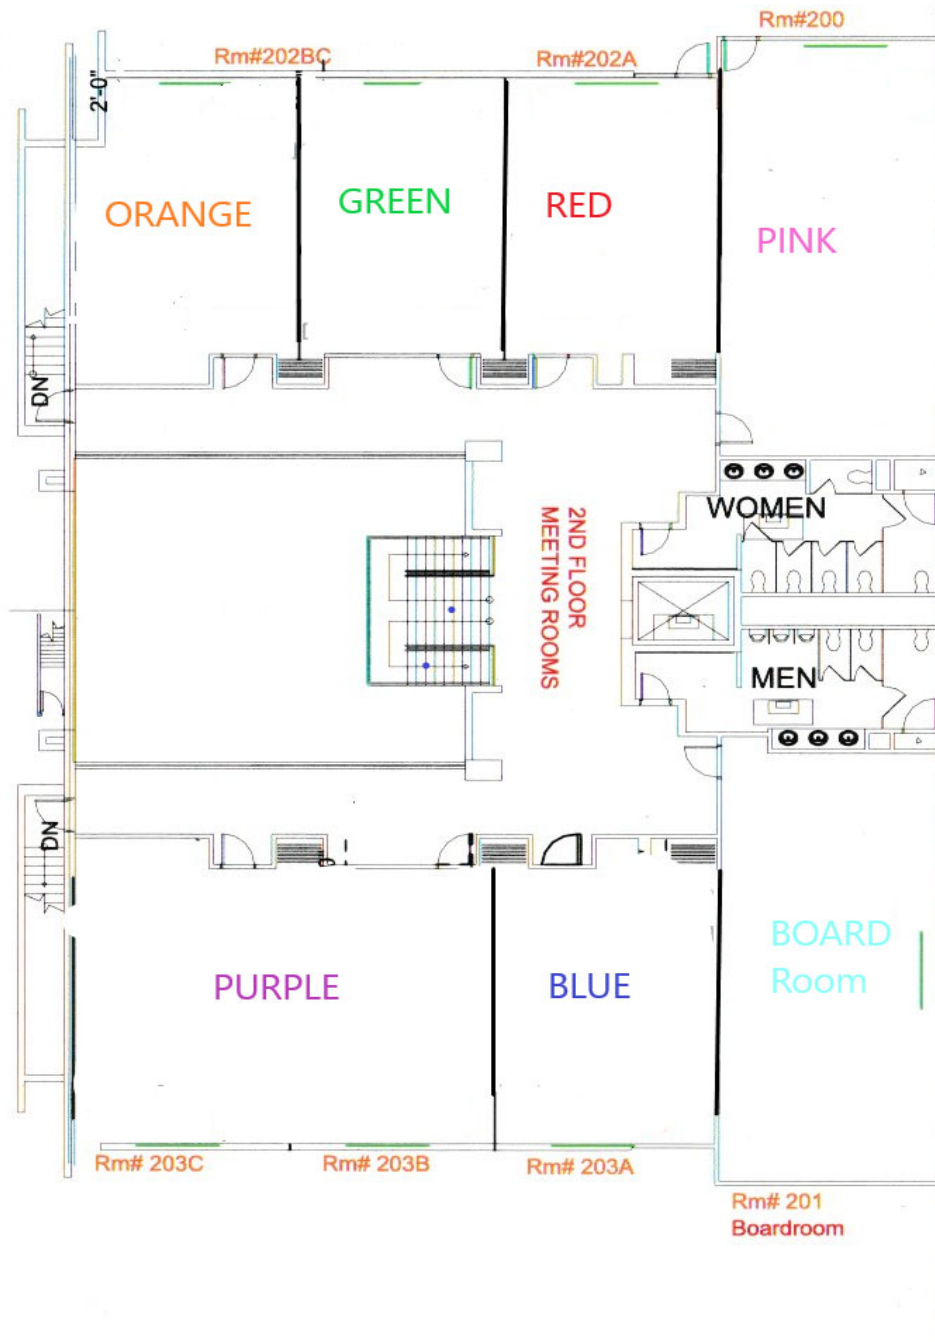 Rm#200
Rm#202BC
Rm#202A
2'-0"
ORANGE
GREEN
RED
PINK
DN
WOMEN
2ND FLOOR
MEETING ROOMS
MEN
DN
BOARD
Room
PURPLE
BLUE
Rm# 203C
Rm# 203B
Rm# 203A
Rm# 201
Boardroom